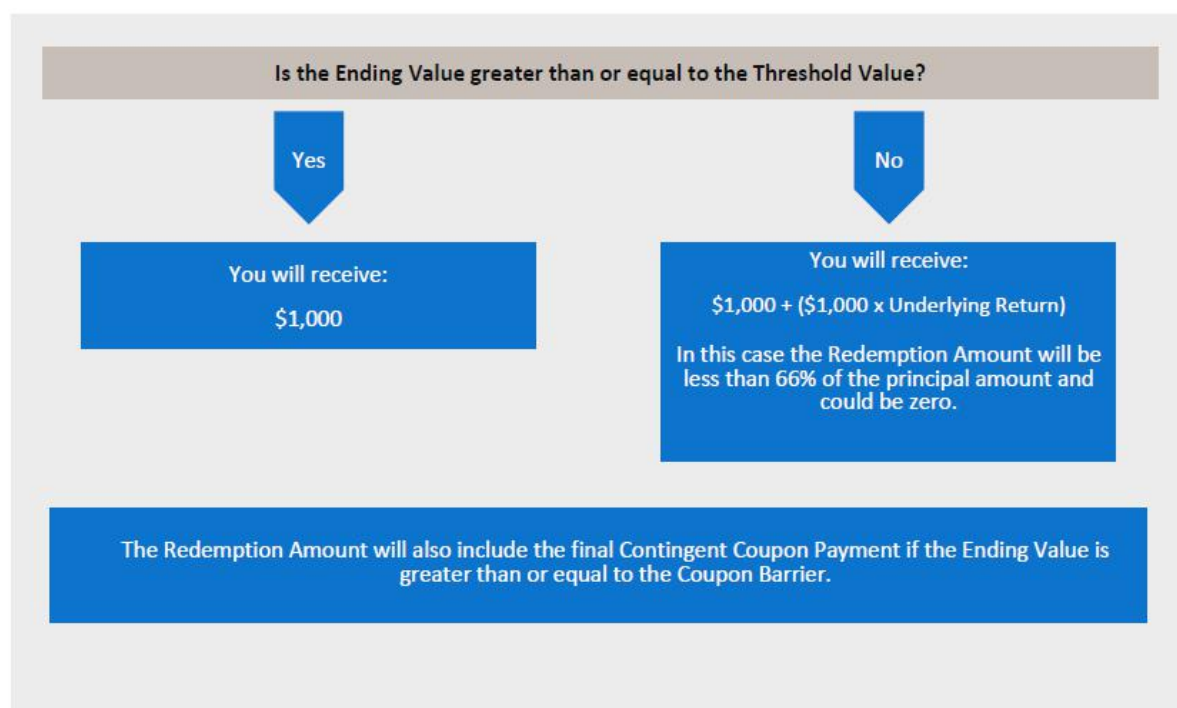 Is the Ending Value greater than or equal to the Threshold Value?
Yes
No
You will receive:
$1,000
You will receive:
$1,000 + ($1,000 x Underlying Return)
In this case the Redemption Amount will be
less than 66% of the principal amount and
could be zero.
The Redemption Amount will also include the final Contingent Coupon Payment if the Ending Value is
greater than or equal to the Coupon Barrier.